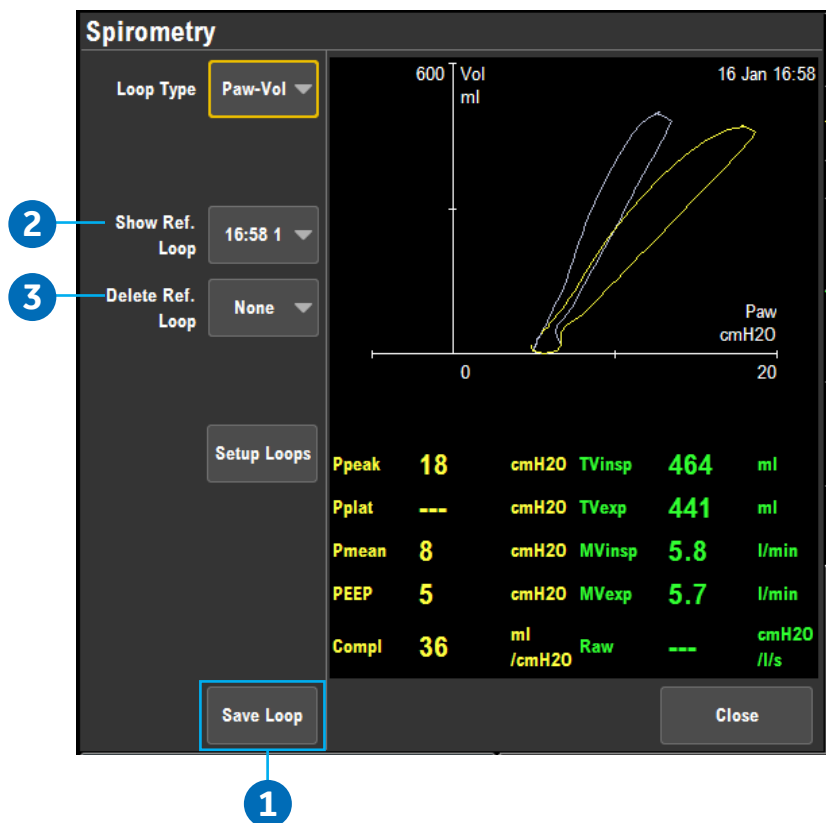 Spirometry
Loop Type Paw-Vol
600 Vol
ml
16 Jan 16:58
2 Show Ref.
Loop 16:58 1
3 Delete Ref.
Loop None
Paw
cmH2O
0 20
Setup Loops
Ppeak 18 cmH2O TVinsp 464 ml
Pplat --- cmH2O TVexp 441 ml
Pmean 8 cmH2O MVinsp 5.8 l/min
PEEP 5 cmH2O MVexp 5.7 l/min
Compl 36 ml
/cmH2O Raw --- cmH2O
/l/s
Save Loop Close
1